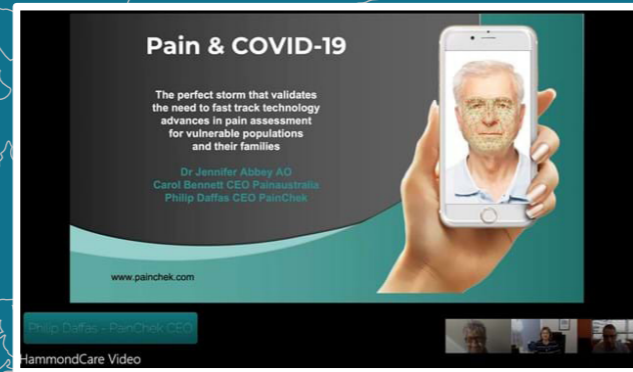 Pain & COVID-19
The perfect storm that validates
the need to fast track technology
advances in pain assessment
for vulnerable populations
and their families
Dr Jennifer Abbey AO
Carol Bennett CEO Painaustralia
Philip Daffas CEO PainChek
www.painchek.com
Philip Daffas - PainChek CEO
HammondCare Video